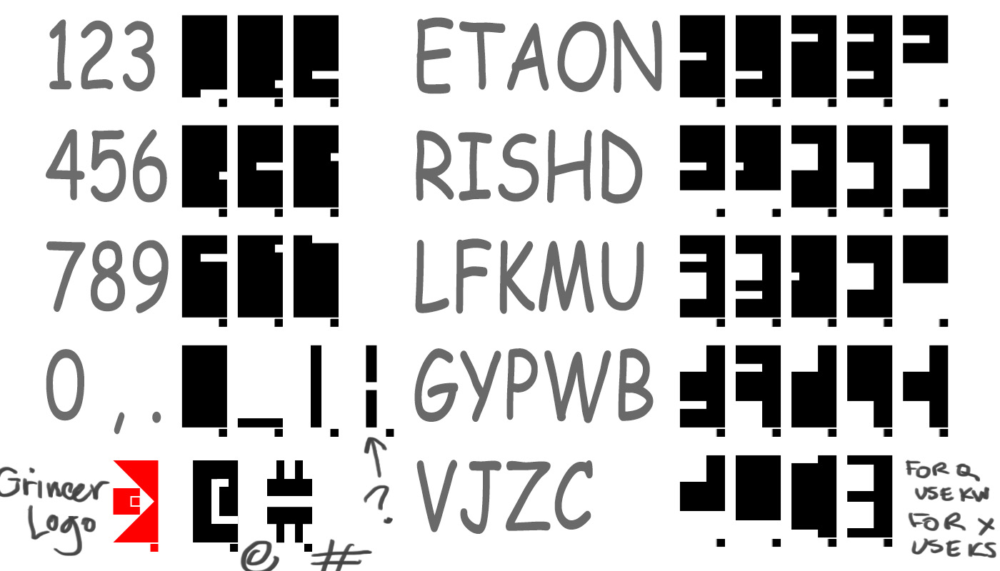 123 ETAON
456 RISHD
789 LFKMU
0 , . GYPWB
?
Grincer
Logo
@ #
VJZC
FOR Q
USE KW
FOR X
USE KS